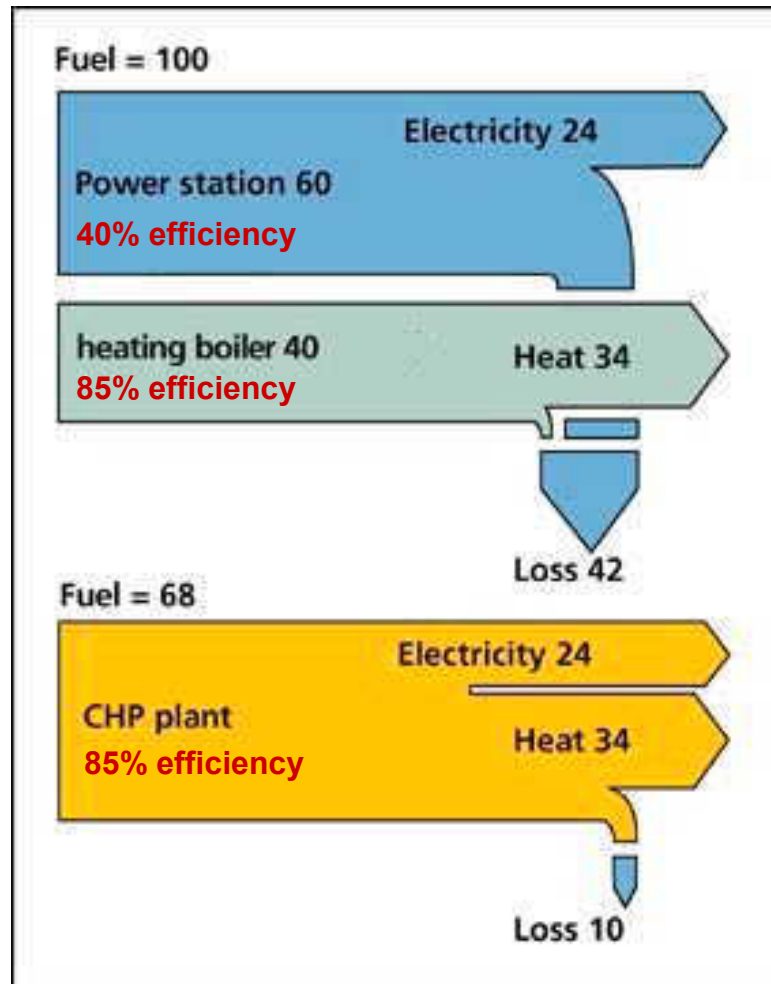 Fuel = 100
Electricity 24
Power station 60
40% efficiency
heating boiler 40
Heat 34
85% efficiency
Loss 42
Fuel = 68
Electricity 24
CHP plant
Heat 34
85% efficiency
Loss 10